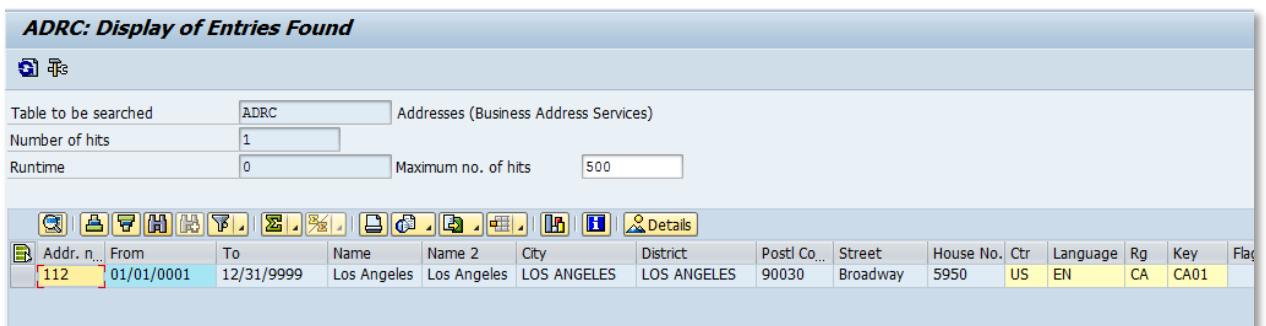 ADRC: Display of Entries Found
Table to be searched ADRC Addresses (Business Address Services)
Number of hits 1
Runtime 0 Maximum no. of hits 500
Details
Addr. n... From To Name Name 2 City District Postl Co... Street House No. Ctr Language Rg Key Flag
112 01/01/0001 12/31/9999 Los Angeles Los Angeles LOS ANGELES LOS ANGELES 90030 Broadway 5950 US EN CA CA01